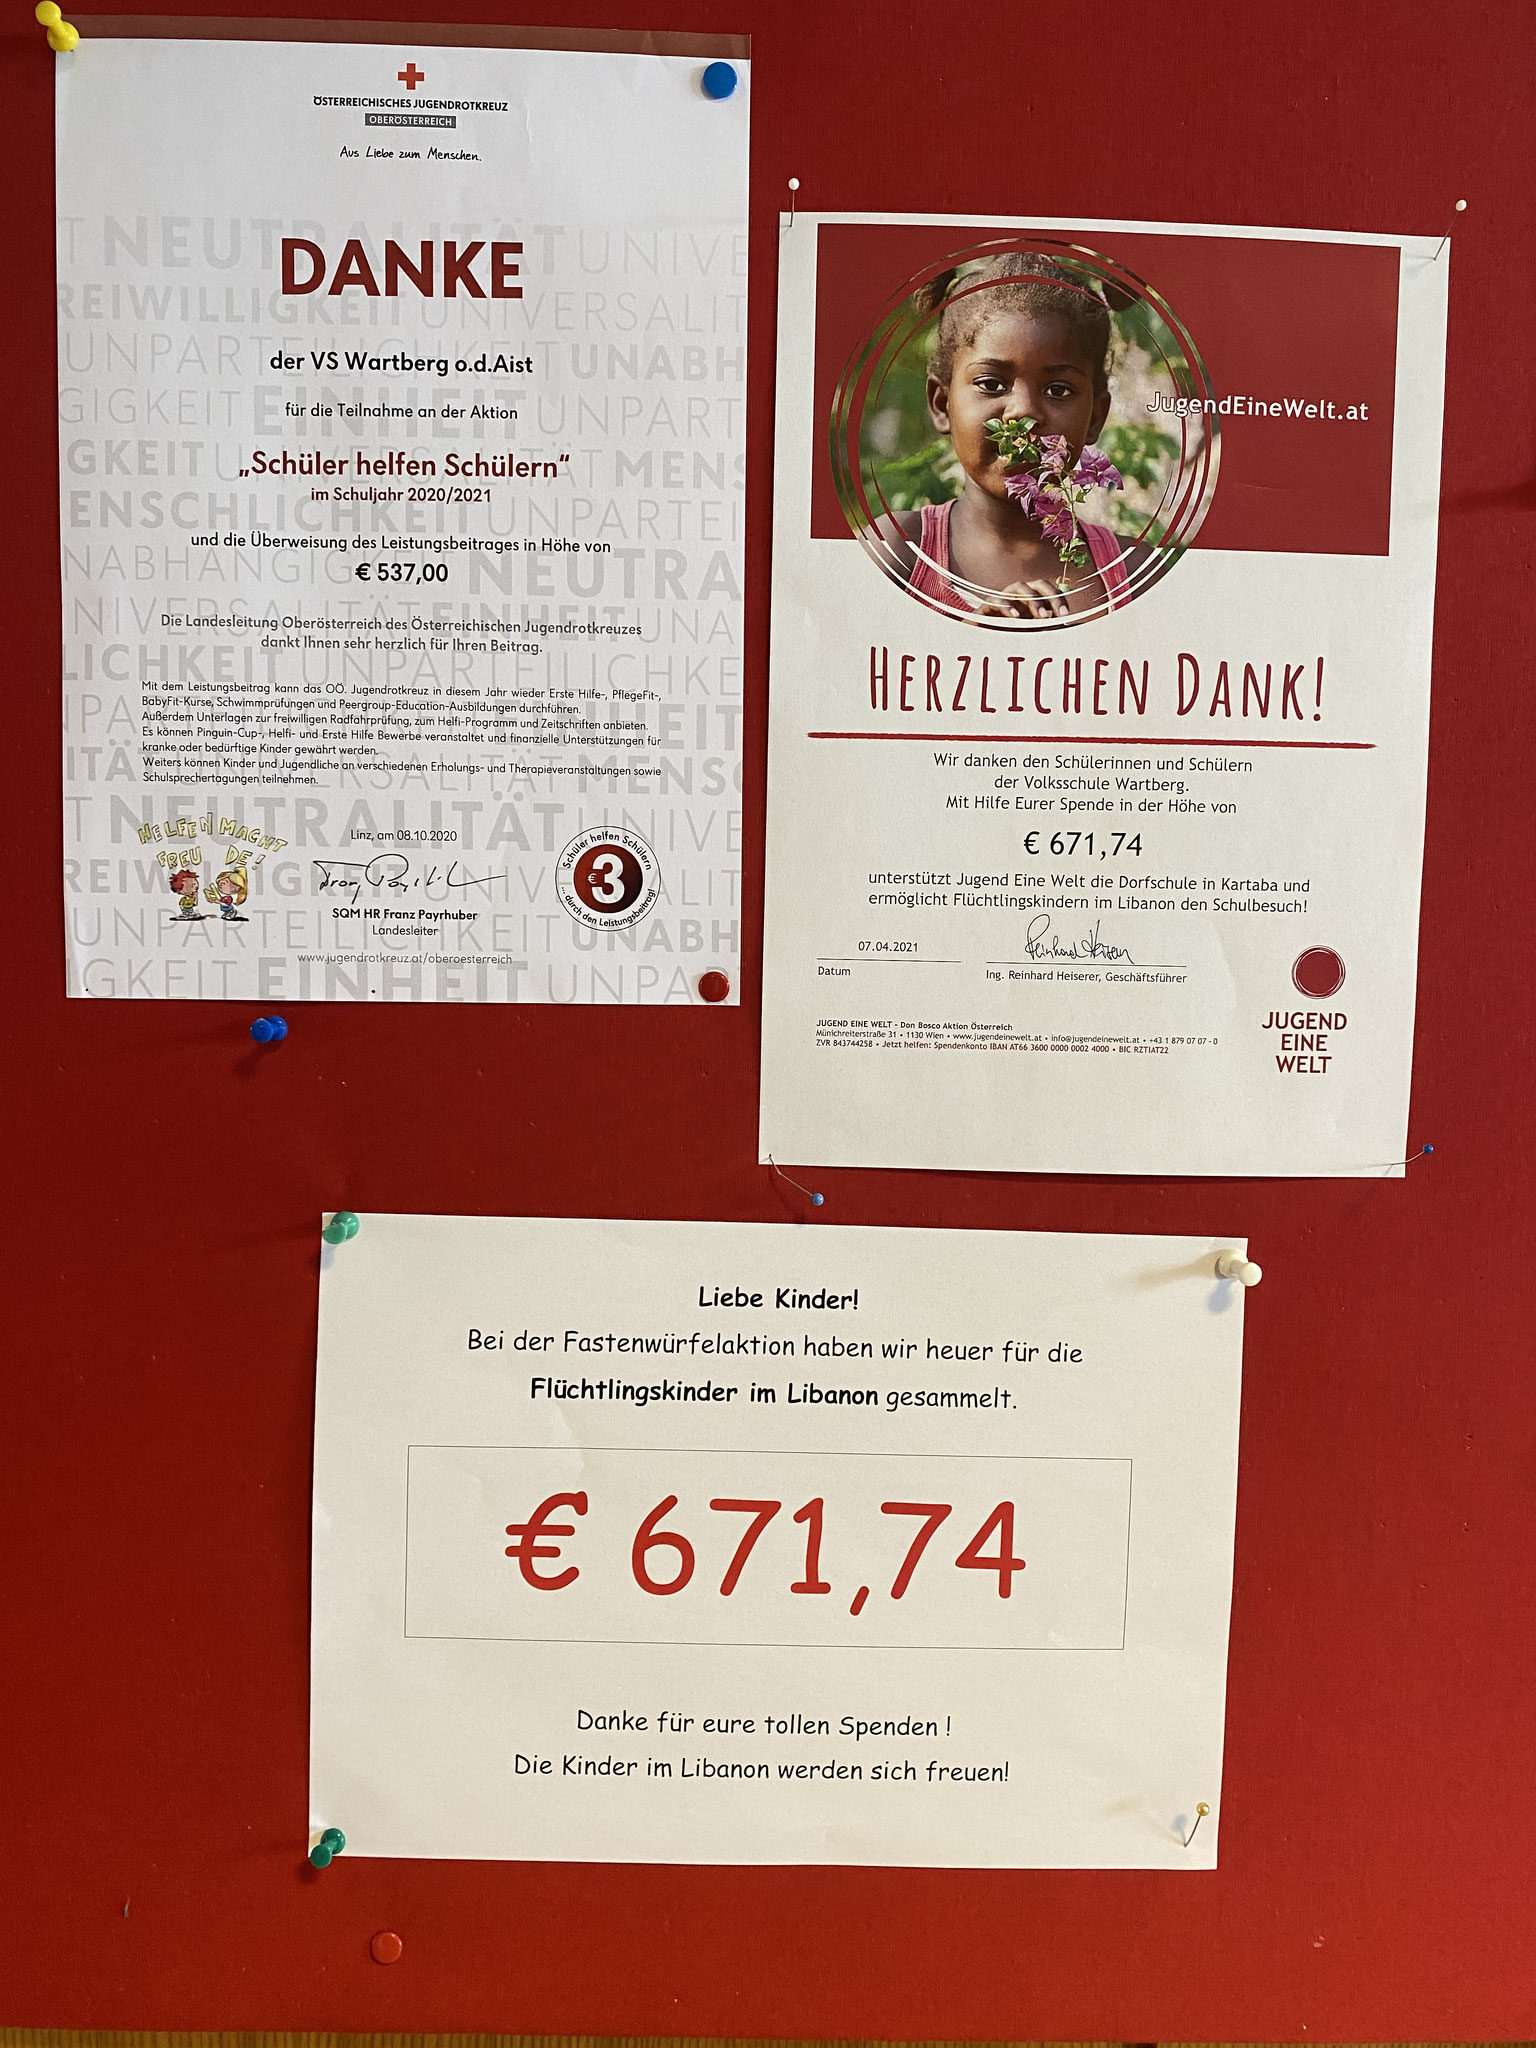 ÖSTERREICHISCHES JUGENDROTKREUZ
OBERÖSTERREICH
Aus Liebe zum Menschen.
T NEUTRALITÄT UNIVE
REIWILLIGKEIT UNIVERSALIT
UNPARTEILICHKEIT UNABH
GIGKEIT EINHEIT UNPART
DANKE
der VS Wartberg o.d.Aist
für die Teilnahme an der Aktion
„Schüler helfen Schülern“
im Schuljahr 2020/2021
und die Überweisung des Leistungsbeitrages in Höhe von
€ 537,00
Die Landesleitung Oberösterreich des Österreichischen Jugendrotkreuzes
dankt Ihnen sehr herzlich für Ihren Beitrag.
Mit dem Leistungsbeitrag kann das OÖ. Jugendrotkreuz in diesem Jahr wieder Erste Hilfe-, PflegeFit-,
BabyFit-Kurse, Schwimmprüfungen und Peergroup-Education-Ausbildungen durchführen.
Außerdem Unterlagen zur freiwilligen Radfahrprüfung, zum Helfi-Programm und Zeitschriften anbieten.
Es können Pinguin-Cup-, Helfi- und Erste Hilfe Bewerbe veranstaltet und finanzielle Unterstützungen für
kranke oder bedürftige Kinder gewährt werden.
Weiters können Kinder und Jugendliche an verschiedenen Erholungs- und Therapieveranstaltungen sowie
Schulsprechertagungen teilnehmen.
HELFEN MACHT
FREUDE!
Linz, am 08.10.2020
SQM HR Franz Payrhuber
Landesleiter
www.jugendrotkreuz.at/oberoesterreich
Schüler helfen Schülern
€3
... durch den Leistungsbeitrag!
JugendEineWelt.at
HERZLICHEN DANK!
Wir danken den Schülerinnen und Schülern
der Volksschule Wartberg.
Mit Hilfe Eurer Spende in der Höhe von
€ 671,74
unterstützt Jugend Eine Welt die Dorfschule in Kartaba und
ermöglicht Flüchtlingskindern im Libanon den Schulbesuch!
07.04.2021
Datum
Ing. Reinhard Heiserer, Geschäftsführer
JUGEND EINE WELT - Don Bosco Aktion Österreich
Münichreiterstraße 31 • 1130 Wien • www.jugendeinewelt.at • info@jugendeinewelt.at • +43 1 879 07 07 - 0
ZVR 843744258 • Jetzt helfen: Spendenkonto IBAN AT66 3600 0000 0002 4000 • BIC RZTIAT22
JUGEND
EINE
WELT
Liebe Kinder!
Bei der Fastenwürfelaktion haben wir heuer für die
Flüchtlingskinder im Libanon gesammelt.
€ 671,74
Danke für eure tollen Spenden !
Die Kinder im Libanon werden sich freuen!